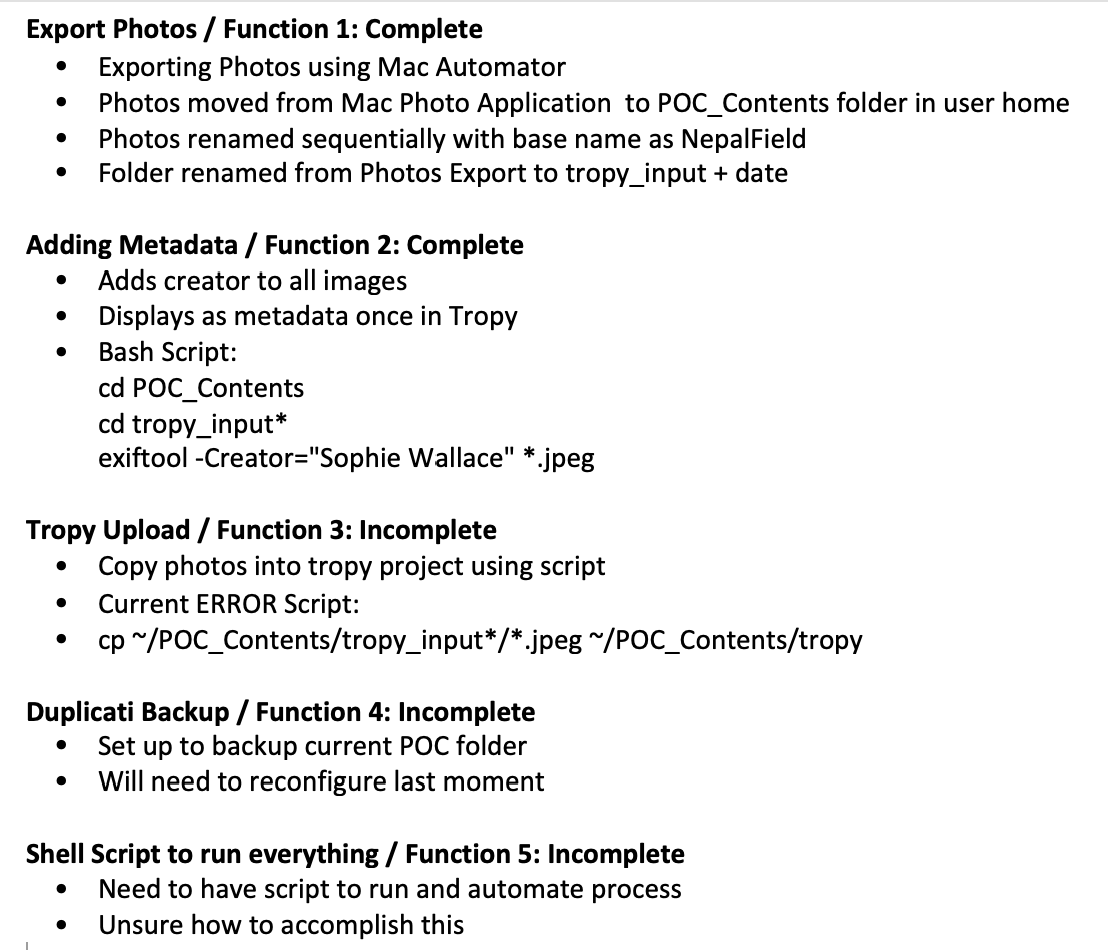 Export Photos / Function 1: Complete
• Exporting Photos using Mac Automator
• Photos moved from Mac Photo Application  to POC_Contents folder in user home
• Photos renamed sequentially with base name as NepalField
• Folder renamed from Photos Export to tropy_input + date
Adding Metadata / Function 2: Complete
• Adds creator to all images
• Displays as metadata once in Tropy
• Bash Script:
cd POC_Contents
cd tropy_input*
exiftool -Creator="Sophie Wallace" *.jpeg
Tropy Upload / Function 3: Incomplete
• Copy photos into tropy project using script
• Current ERROR Script:
• cp ~/POC_Contents/tropy_input*/*.jpeg ~/POC_Contents/tropy
Duplicati Backup / Function 4: Incomplete
• Set up to backup current POC folder
• Will need to reconfigure last moment
Shell Script to run everything / Function 5: Incomplete
• Need to have script to run and automate process
• Unsure how to accomplish this